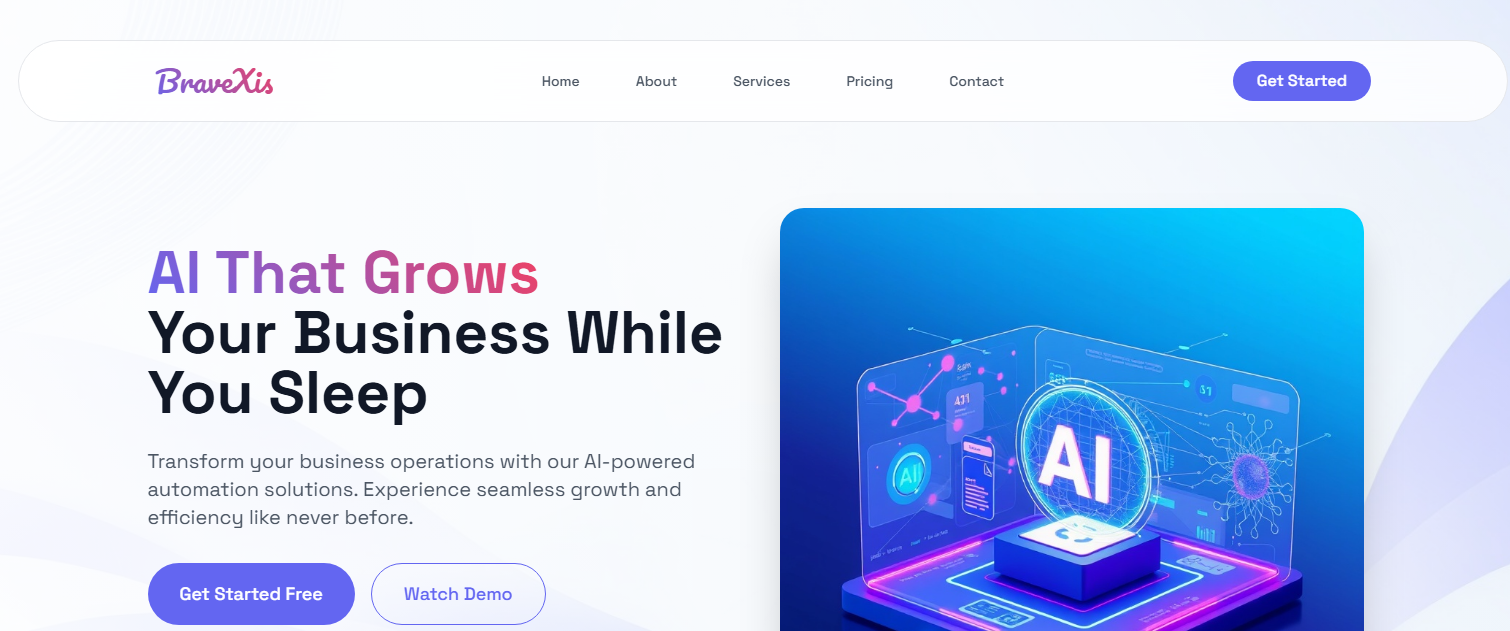 BraveXis
Home
About
Services
Pricing
Contact
Get Started
AI That Grows
Your Business While
You Sleep
Transform your business operations with our AI-powered
automation solutions. Experience seamless growth and
efficiency like never before.
Get Started Free
Watch Demo
AI
AI